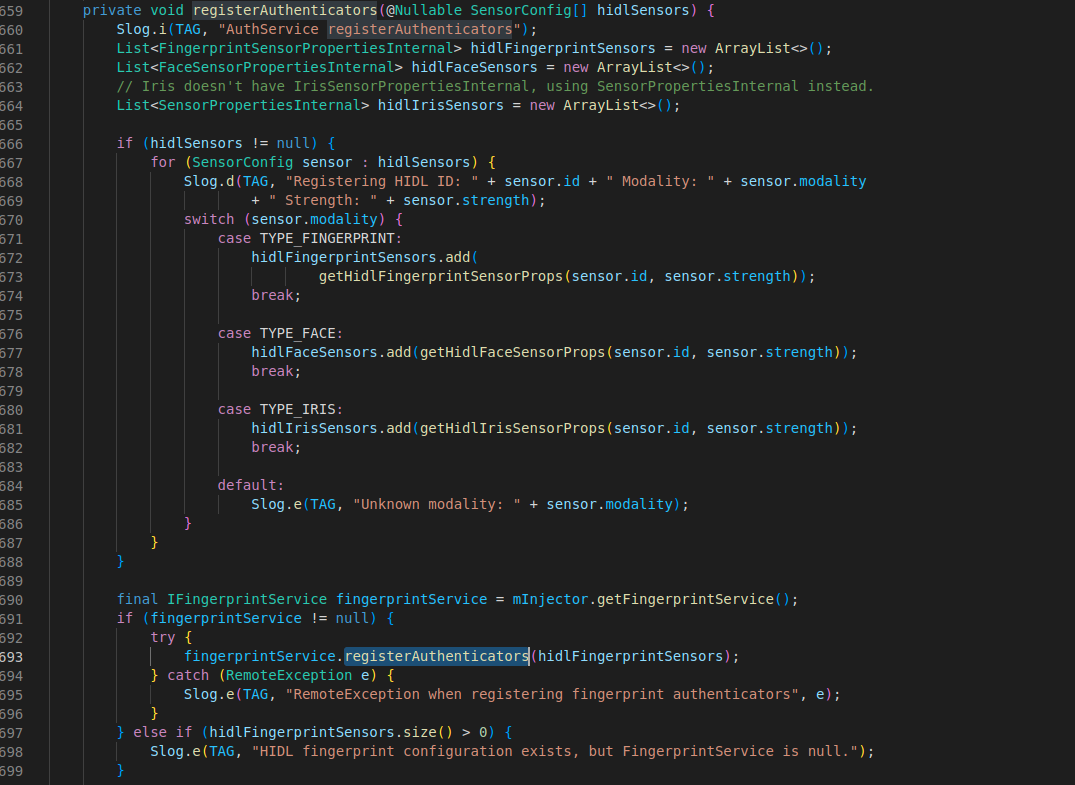 659 private void registerAuthenticators(@Nullable SensorConfig[] hidlSensors) {
660 Slog.i(TAG, "AuthService registerAuthenticators");
661 List<FingerprintSensorPropertiesInternal> hidlFingerprintSensors = new ArrayList<>();
662 List<FaceSensorPropertiesInternal> hidlFaceSensors = new ArrayList<>();
663 // Iris doesn't have IrisSensorPropertiesInternal, using SensorPropertiesInternal instead.
664 List<SensorPropertiesInternal> hidlIrisSensors = new ArrayList<>();
665
666 if (hidlSensors != null) {
667 for (SensorConfig sensor : hidlSensors) {
668 Slog.d(TAG, "Registering HIDL ID: " + sensor.id + " Modality: " + sensor.modality
669 + " Strength: " + sensor.strength);
670 switch (sensor.modality) {
671 case TYPE_FINGERPRINT:
672 hidlFingerprintSensors.add(
673 getHidlFingerprintSensorProps(sensor.id, sensor.strength));
674 break;
675
676 case TYPE_FACE:
677 hidlFaceSensors.add(getHidlFaceSensorProps(sensor.id, sensor.strength));
678 break;
679
680 case TYPE_IRIS:
681 hidlIrisSensors.add(getHidlIrisSensorProps(sensor.id, sensor.strength));
682 break;
683
684 default:
685 Slog.e(TAG, "Unknown modality: " + sensor.modality);
686 }
687 }
688 }
689
690 final IFingerprintService fingerprintService = mInjector.getFingerprintService();
691 if (fingerprintService != null) {
692 try {
693 fingerprintService.registerAuthenticators(hidlFingerprintSensors);
694 } catch (RemoteException e) {
695 Slog.e(TAG, "RemoteException when registering fingerprint authenticators", e);
696 }
697 } else if (hidlFingerprintSensors.size() > 0) {
698 Slog.e(TAG, "HIDL fingerprint configuration exists, but FingerprintService is null.");
699 }